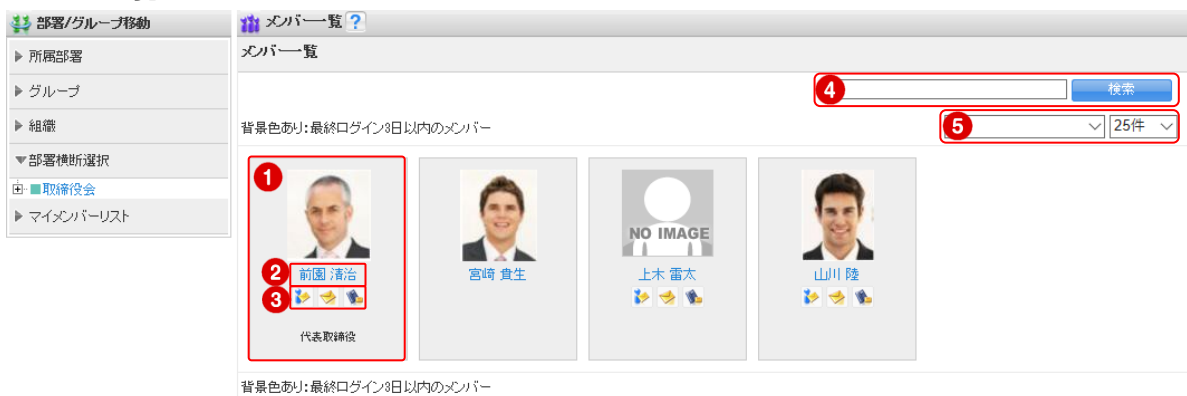 部署/グループ移動
▶ 所属部署
▶ グループ
▶ 組織
▼部署横断選択
取締役会
▶ マイメンバーリスト
メンバー一覧 ?
メンバー一覧
4 検索
背景色あり:最終ログイン3日以内のメンバー
5 25件
1
NO IMAGE
2 前園 清治
宮崎 貴生
上木 雷太
山川 陸
3
代表取締役
背景色あり:最終ログイン3日以内のメンバー